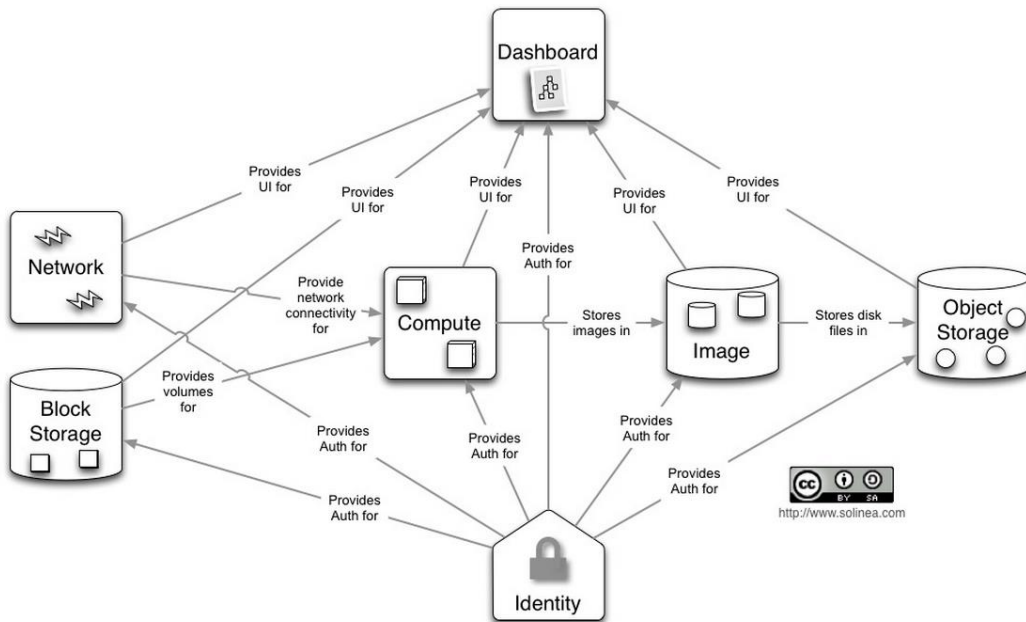 Dashboard
Provides
UI for
Provides
UI for
Provides
UI for
Provides
UI for
Provides
UI for
Provides
Auth for
Network
Provide
network
connectivity
for
Compute
Stores
images in
Image
Stores disk
files in
Object
Storage
Block
Storage
Provides
volumes
for
Provides
Auth for
Provides
Auth for
Provides
Auth for
Provides
Auth for
Provides
Auth for
cc
BY SA
http://www.solinea.com
Identity